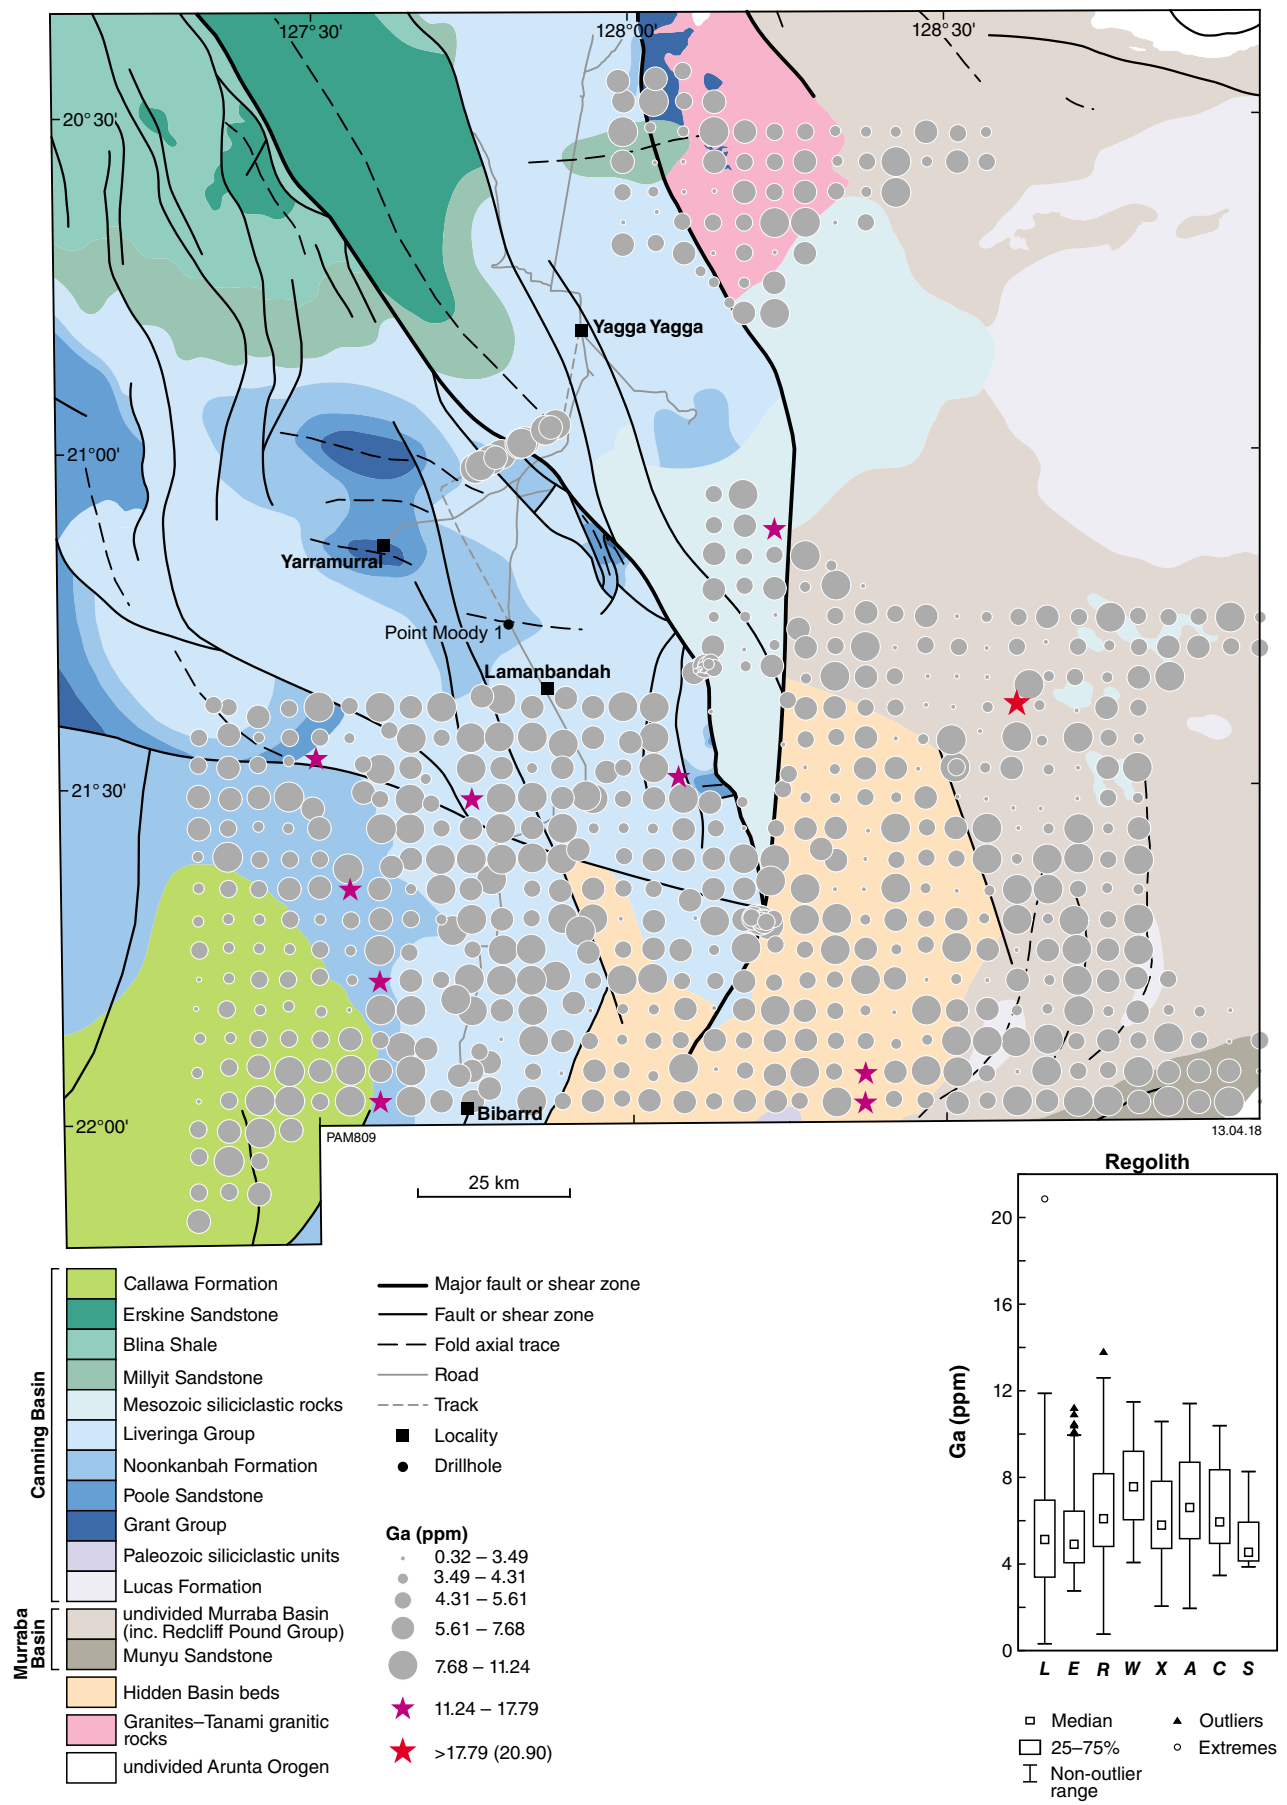 127°30'
128°00'
128°30'
20°30'
Yagga Yagga
21°00'
Yarramurral
Point Moody 1
Lamanbandah
21°30'
Bibarrd
22°00'
PAM809
13.04.18
25 km
Regolith
20
16
12
8
4
0
Ga (ppm)
L E R W X A C S
Median
Outliers
25–75%
Extremes
Non-outlier
range
Canning Basin
Callawa Formation
Erskine Sandstone
Blina Shale
Millyit Sandstone
Mesozoic siliciclastic rocks
Liveringa Group
Noonkanbah Formation
Poole Sandstone
Grant Group
Paleozoic siliciclastic units
Lucas Formation
Murraba
Basin
undivided Murraba Basin
(inc. Redcliff Pound Group)
Munyu Sandstone
Hidden Basin beds
Granites–Tanami granitic
rocks
undivided Arunta Orogen
Major fault or shear zone
Fault or shear zone
Fold axial trace
Road
Track
Locality
Drillhole
Ga (ppm)
0.32 – 3.49
3.49 – 4.31
4.31 – 5.61
5.61 – 7.68
7.68 – 11.24
11.24 – 17.79
>17.79 (20.90)